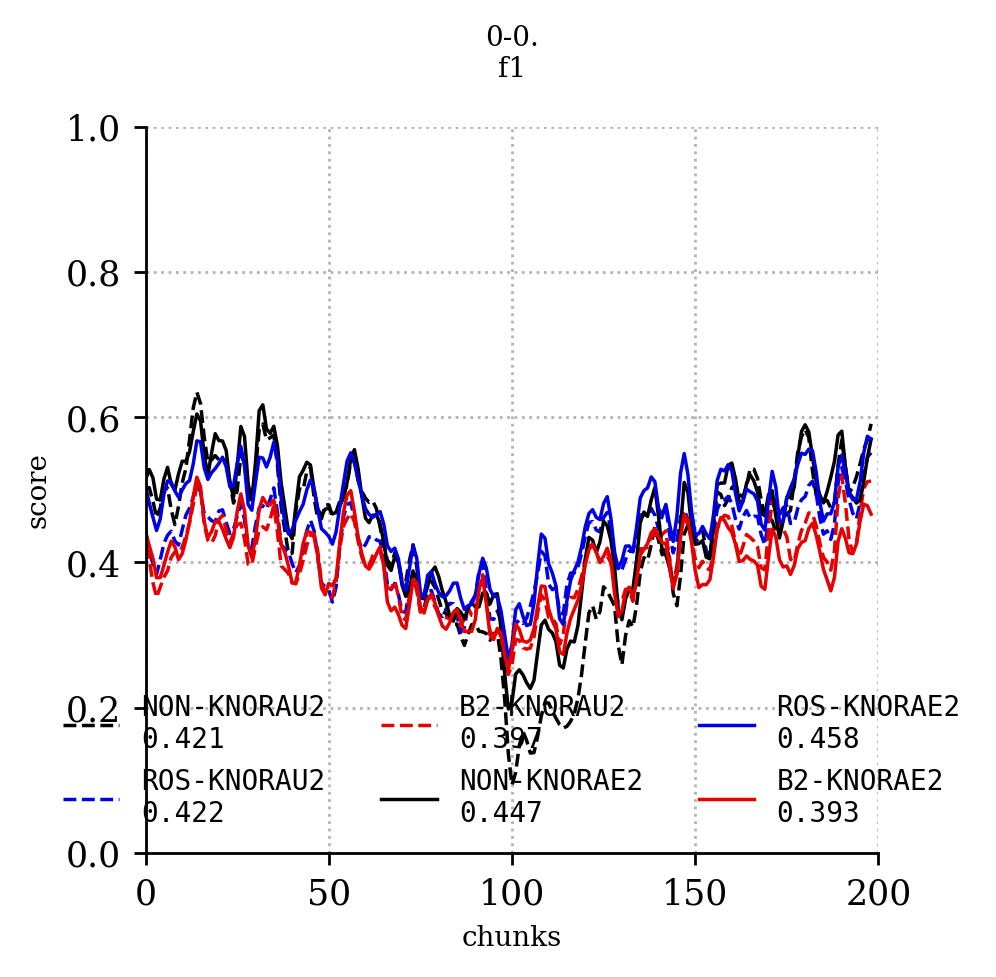 0-0.
f1
1.0
0.8
0.6
0.4
0.2
0.0
score
NON-KNORAU2
0.421
B2-KNORAU2
0.397
ROS-KNORAE2
0.458
ROS-KNORAU2
0.422
NON-KNORAE2
0.447
B2-KNORAE2
0.393
0 50 100 150 200
chunks